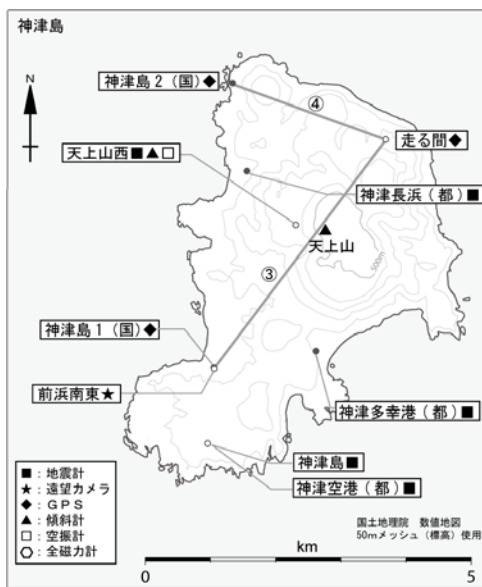 神津島
N
神津島2（国）◆
④
走る間◆
天上山西■▲□
神津長浜（都）■
天上山
500m
③
神津島1（国）◆
前浜南東★
神津多幸港（都）■
神津島■
神津空港（都）■
■：地震計
★：遠望カメラ
◆：GPS
▲：傾斜計
□：空振計
⬡：全磁力計
国土地理院 数値地図
50mメッシュ（標高）使用
km
0 5